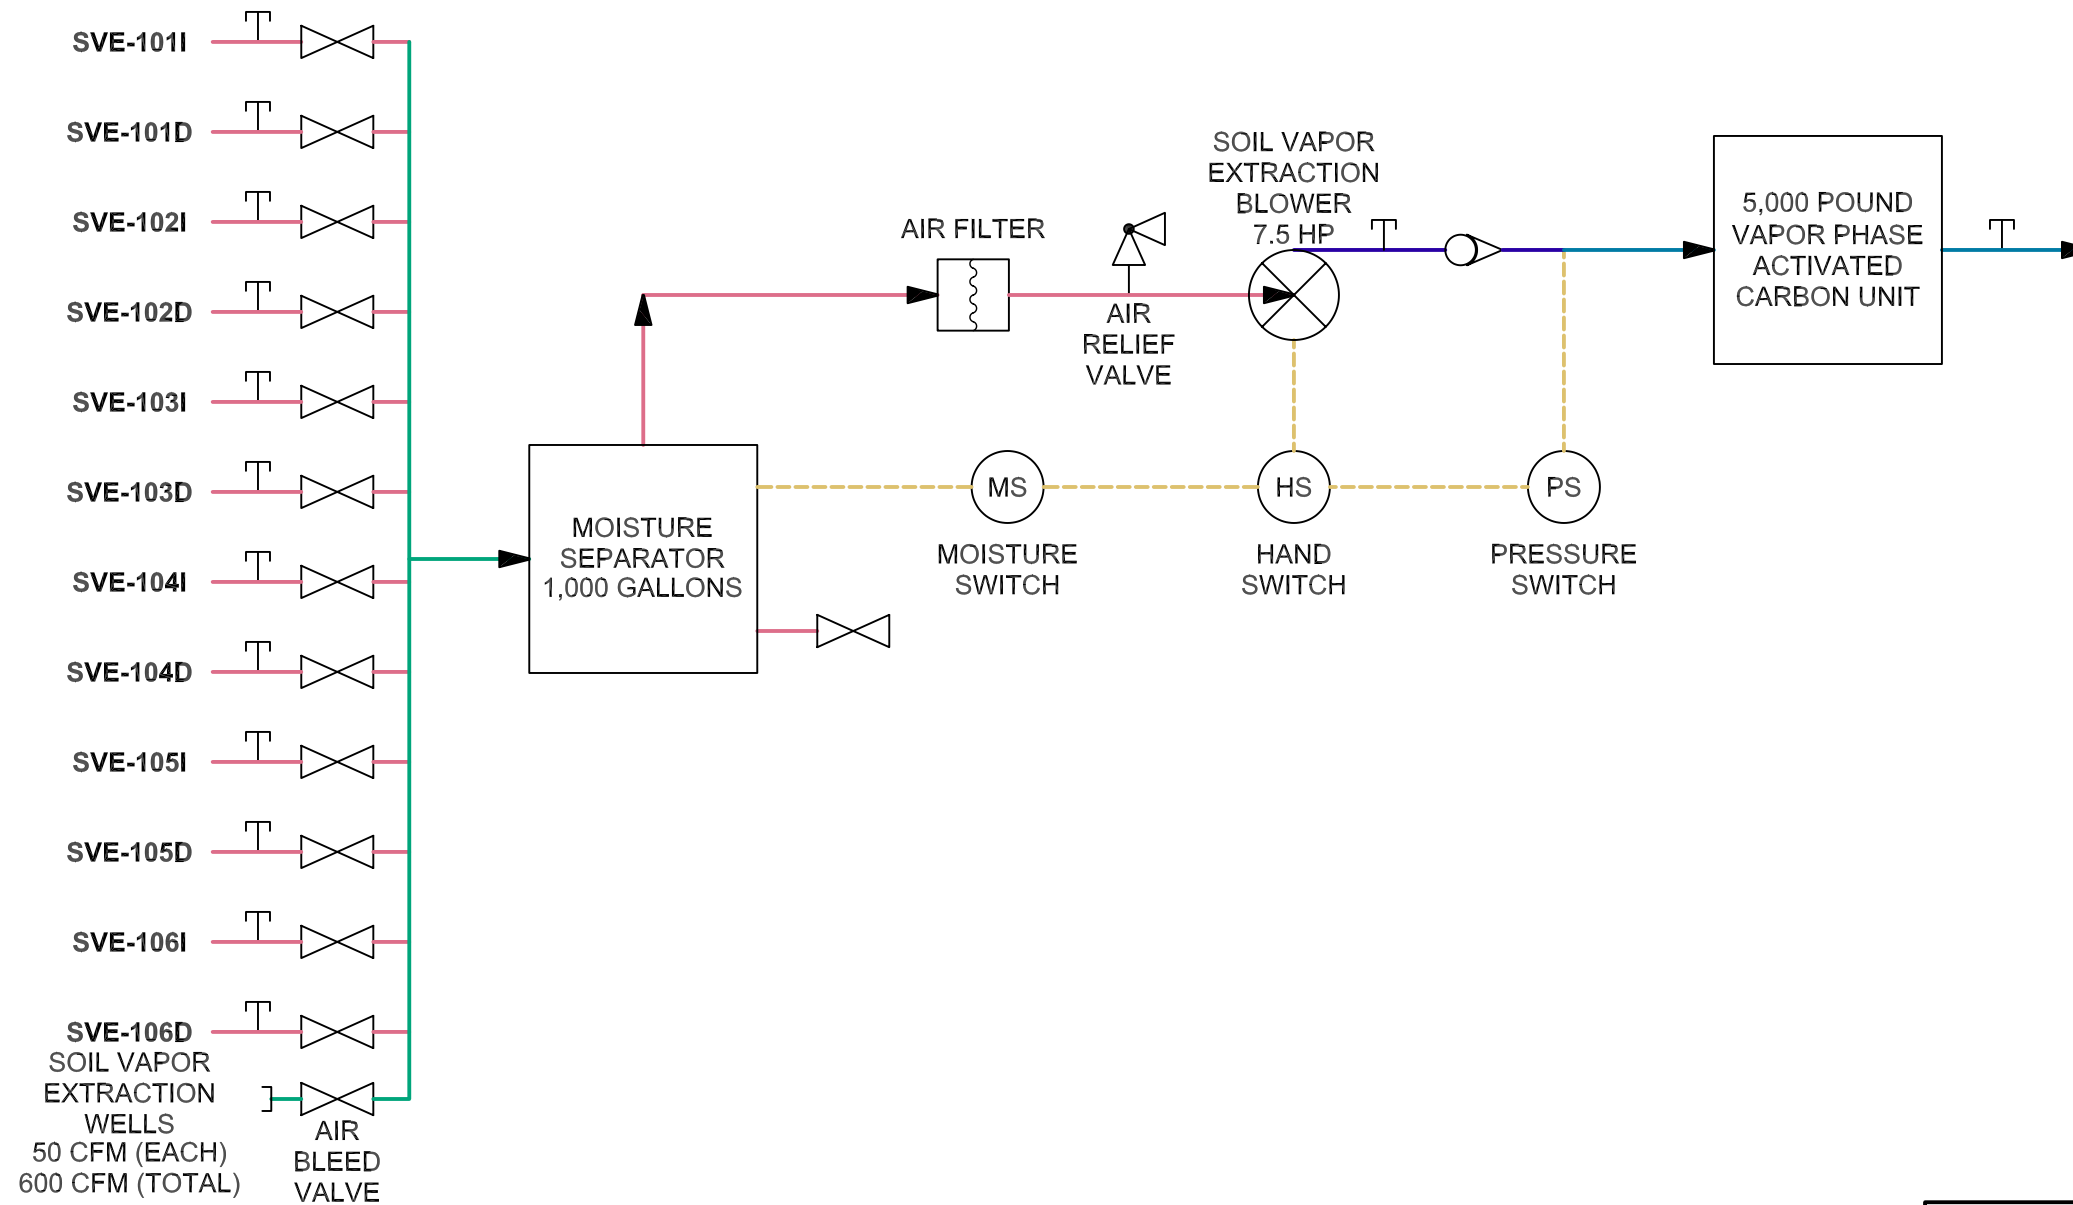 SVE-101I
SVE-101D
SVE-102I
SVE-102D
SVE-103I
SVE-103D
SVE-104I
SVE-104D
SVE-105I
SVE-105D
SVE-106I
SVE-106D
SOIL VAPOR
EXTRACTION
WELLS
50 CFM (EACH)
600 CFM (TOTAL)
AIR
BLEED
VALVE
MOISTURE
SEPARATOR
1,000 GALLONS
AIR FILTER
AIR
RELIEF
VALVE
SOIL VAPOR
EXTRACTION
BLOWER
7.5 HP
MS
MOISTURE
SWITCH
HS
HAND
SWITCH
PS
PRESSURE
SWITCH
5,000 POUND
VAPOR PHASE
ACTIVATED
CARBON UNIT